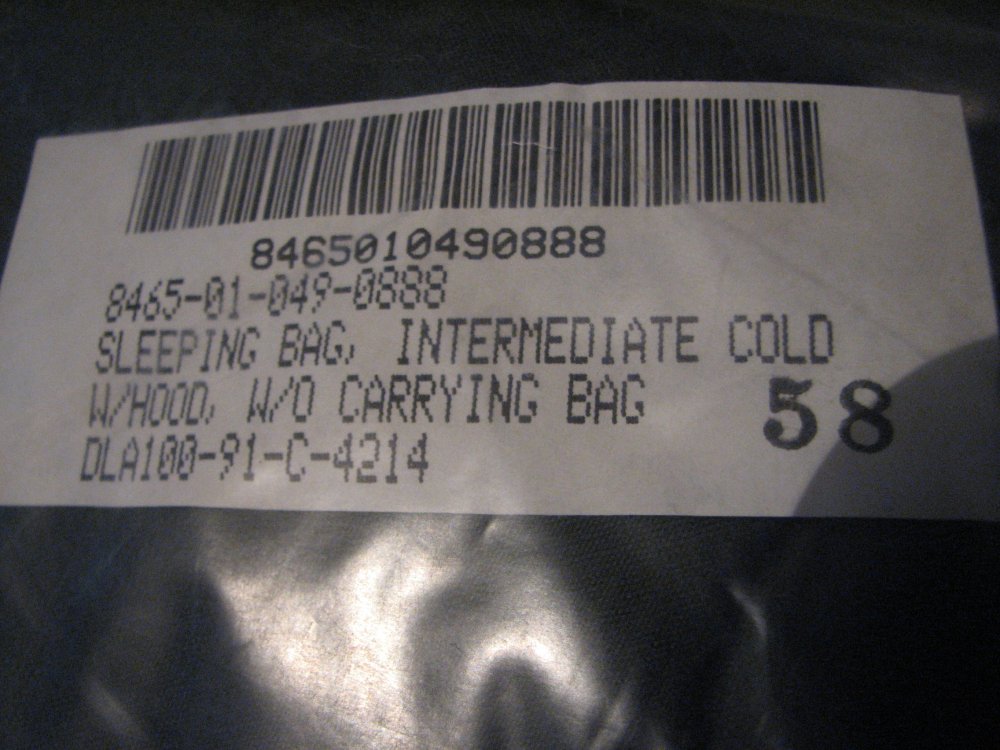 8465010490888
8465-01-049-0888
SLEEPING BAG, INTERMEDIATE COLD
W/HOOD, W/O CARRYING BAG
58
DLA100-91-C-4214